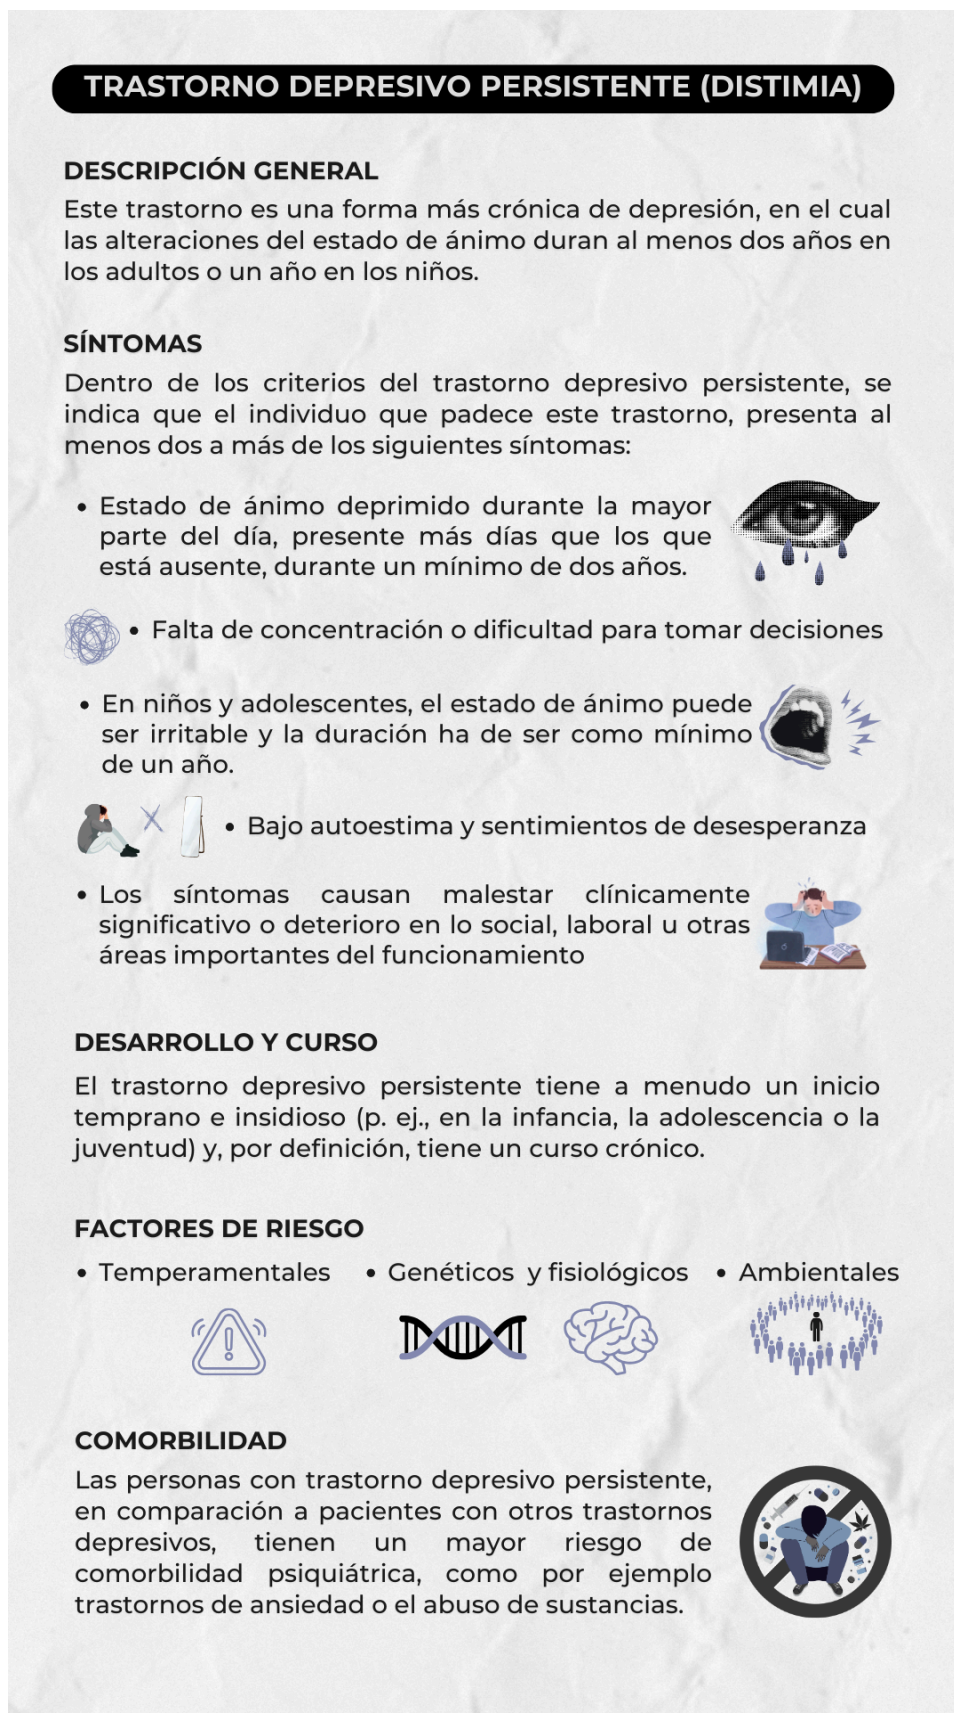 TRASTORNO DEPRESIVO PERSISTENTE (DISTIMIA)
DESCRIPCIÓN GENERAL
Este trastorno es una forma más crónica de depresión, en el cual
las alteraciones del estado de ánimo duran al menos dos años en
los adultos o un año en los niños.
SÍNTOMAS
Dentro de los criterios del trastorno depresivo persistente, se
indica que el individuo que padece este trastorno, presenta al
menos dos a más de los siguientes síntomas:
• Estado de ánimo deprimido durante la mayor
parte del día, presente más días que los que
está ausente, durante un mínimo de dos años.
• Falta de concentración o dificultad para tomar decisiones
• En niños y adolescentes, el estado de ánimo puede
ser irritable y la duración ha de ser como mínimo
de un año.
• Bajo autoestima y sentimientos de desesperanza
• Los síntomas causan malestar clínicamente
significativo o deterioro en lo social, laboral u otras
áreas importantes del funcionamiento
DESARROLLO Y CURSO
El trastorno depresivo persistente tiene a menudo un inicio
temprano e insidioso (p. ej., en la infancia, la adolescencia o la
juventud) y, por definición, tiene un curso crónico.
FACTORES DE RIESGO
• Temperamentales • Genéticos y fisiológicos • Ambientales
COMORBILIDAD
Las personas con trastorno depresivo persistente,
en comparación a pacientes con otros trastornos
depresivos, tienen un mayor riesgo de
comorbilidad psiquiátrica, como por ejemplo
trastornos de ansiedad o el abuso de sustancias.